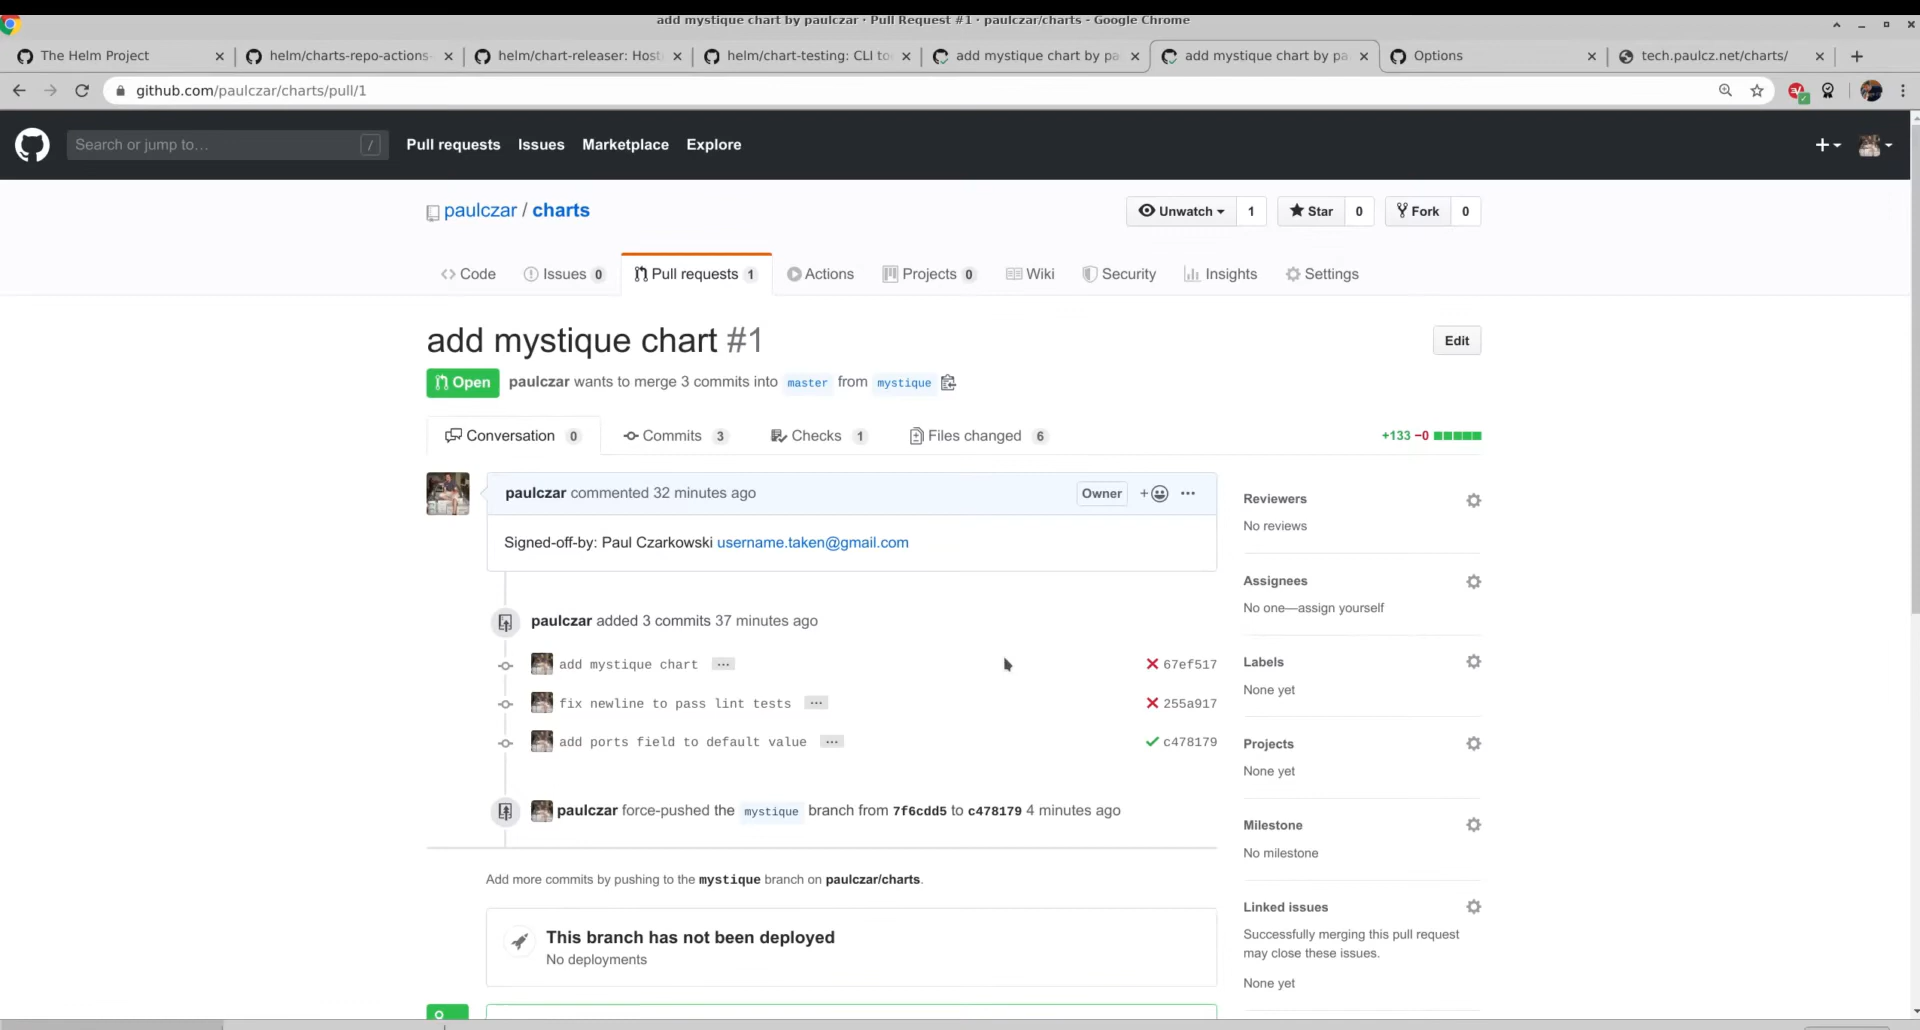 add mystique chart by paulczar · Pull Request #1 · paulczar/charts - Google Chrome
The Helm Project
helm/charts-repo-actions-
helm/chart-releaser: Host
helm/chart-testing: CLI to
add mystique chart by pa
add mystique chart by pa
Options
tech.paulcz.net/charts/
github.com/paulczar/charts/pull/1
Search or jump to…
/
Pull requests
Issues
Marketplace
Explore
paulczar / charts
Unwatch 1
Star 0
Fork 0
Code
Issues 0
Pull requests 1
Actions
Projects 0
Wiki
Security
Insights
Settings
add mystique chart #1
Edit
Open
paulczar wants to merge 3 commits into master from mystique
Conversation 0
Commits 3
Checks 1
Files changed 6
+133 −0
paulczar commented 32 minutes ago
Owner
Signed-off-by: Paul Czarkowski username.taken@gmail.com
paulczar added 3 commits 37 minutes ago
add mystique chart ··· 67ef517
fix newline to pass lint tests ··· 255a917
add ports field to default value ··· c478179
paulczar force-pushed the mystique branch from 7f6cdd5 to c478179 4 minutes ago
Add more commits by pushing to the mystique branch on paulczar/charts.
This branch has not been deployed
No deployments
Reviewers
No reviews
Assignees
No one—assign yourself
Labels
None yet
Projects
None yet
Milestone
No milestone
Linked issues
Successfully merging this pull request
may close these issues.
None yet